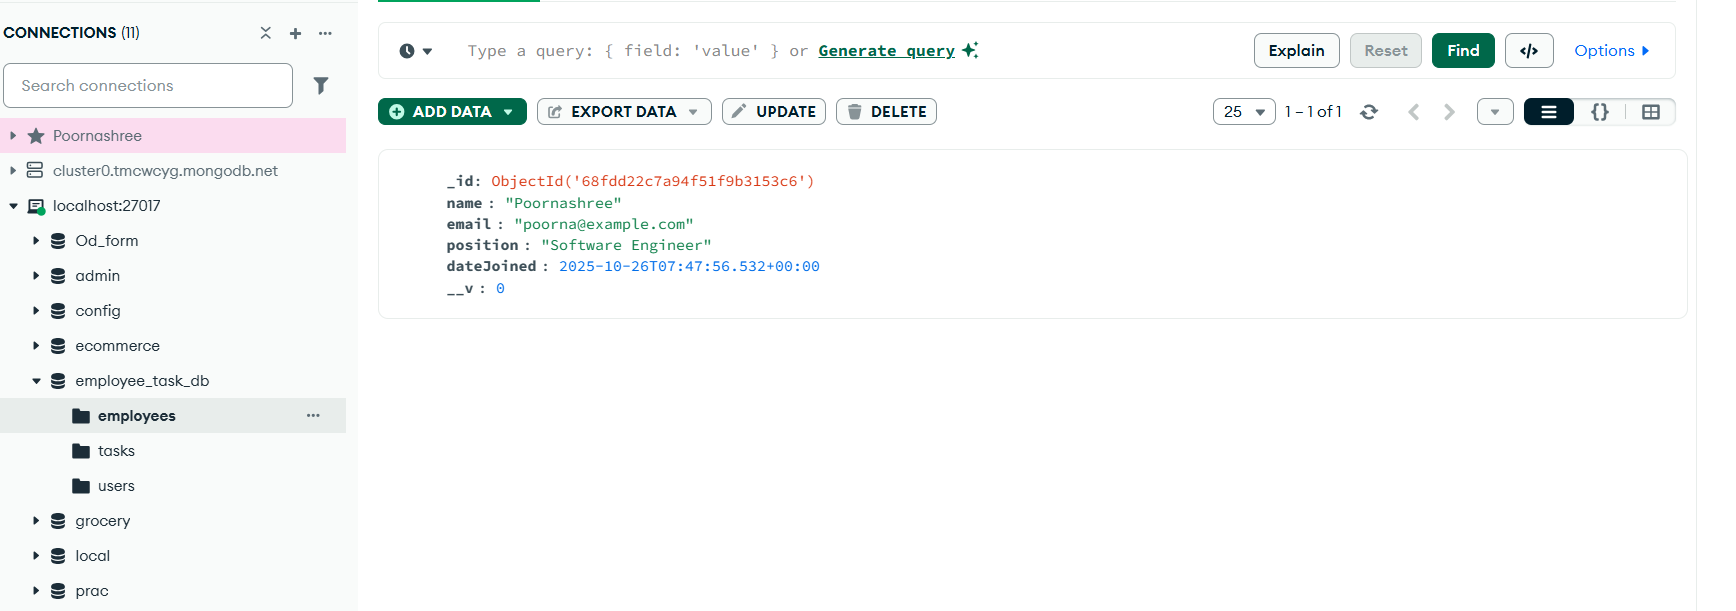 CONNECTIONS (11)
Search connections
Poornashree
cluster0.tmcwcyg.mongodb.net
localhost:27017
Od_form
admin
config
ecommerce
employee_task_db
employees
tasks
users
grocery
local
prac
Type a query: { field: 'value' } or Generate query
Explain
Reset
Find
</>
Options
ADD DATA
EXPORT DATA
UPDATE
DELETE
25
1 – 1 of 1
{}
_id: ObjectId('68fdd22c7a94f51f9b3153c6')
name : "Poornashree"
email : "poorna@example.com"
position : "Software Engineer"
dateJoined : 2025-10-26T07:47:56.532+00:00
__v : 0